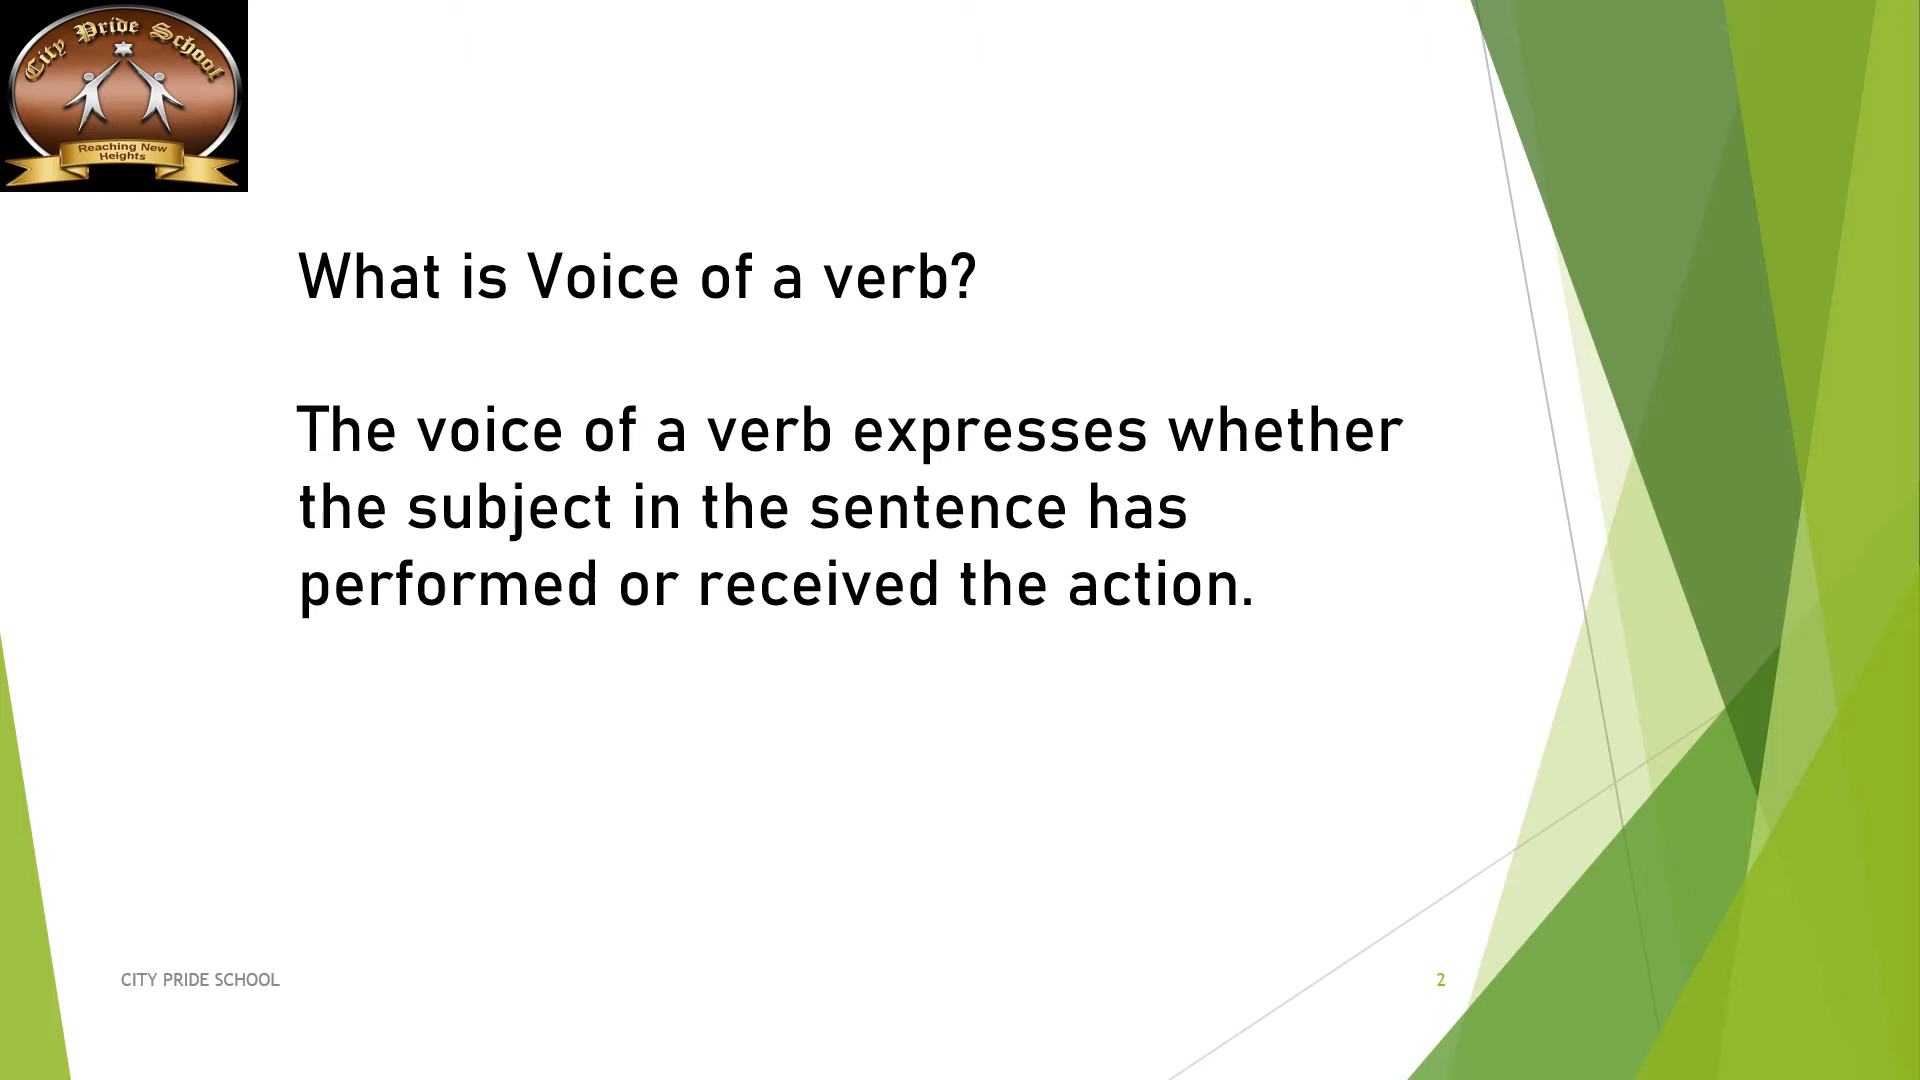 City Pride School
Reaching New
Heights
What is Voice of a verb?
The voice of a verb expresses whether
the subject in the sentence has
performed or received the action.
CITY PRIDE SCHOOL
2